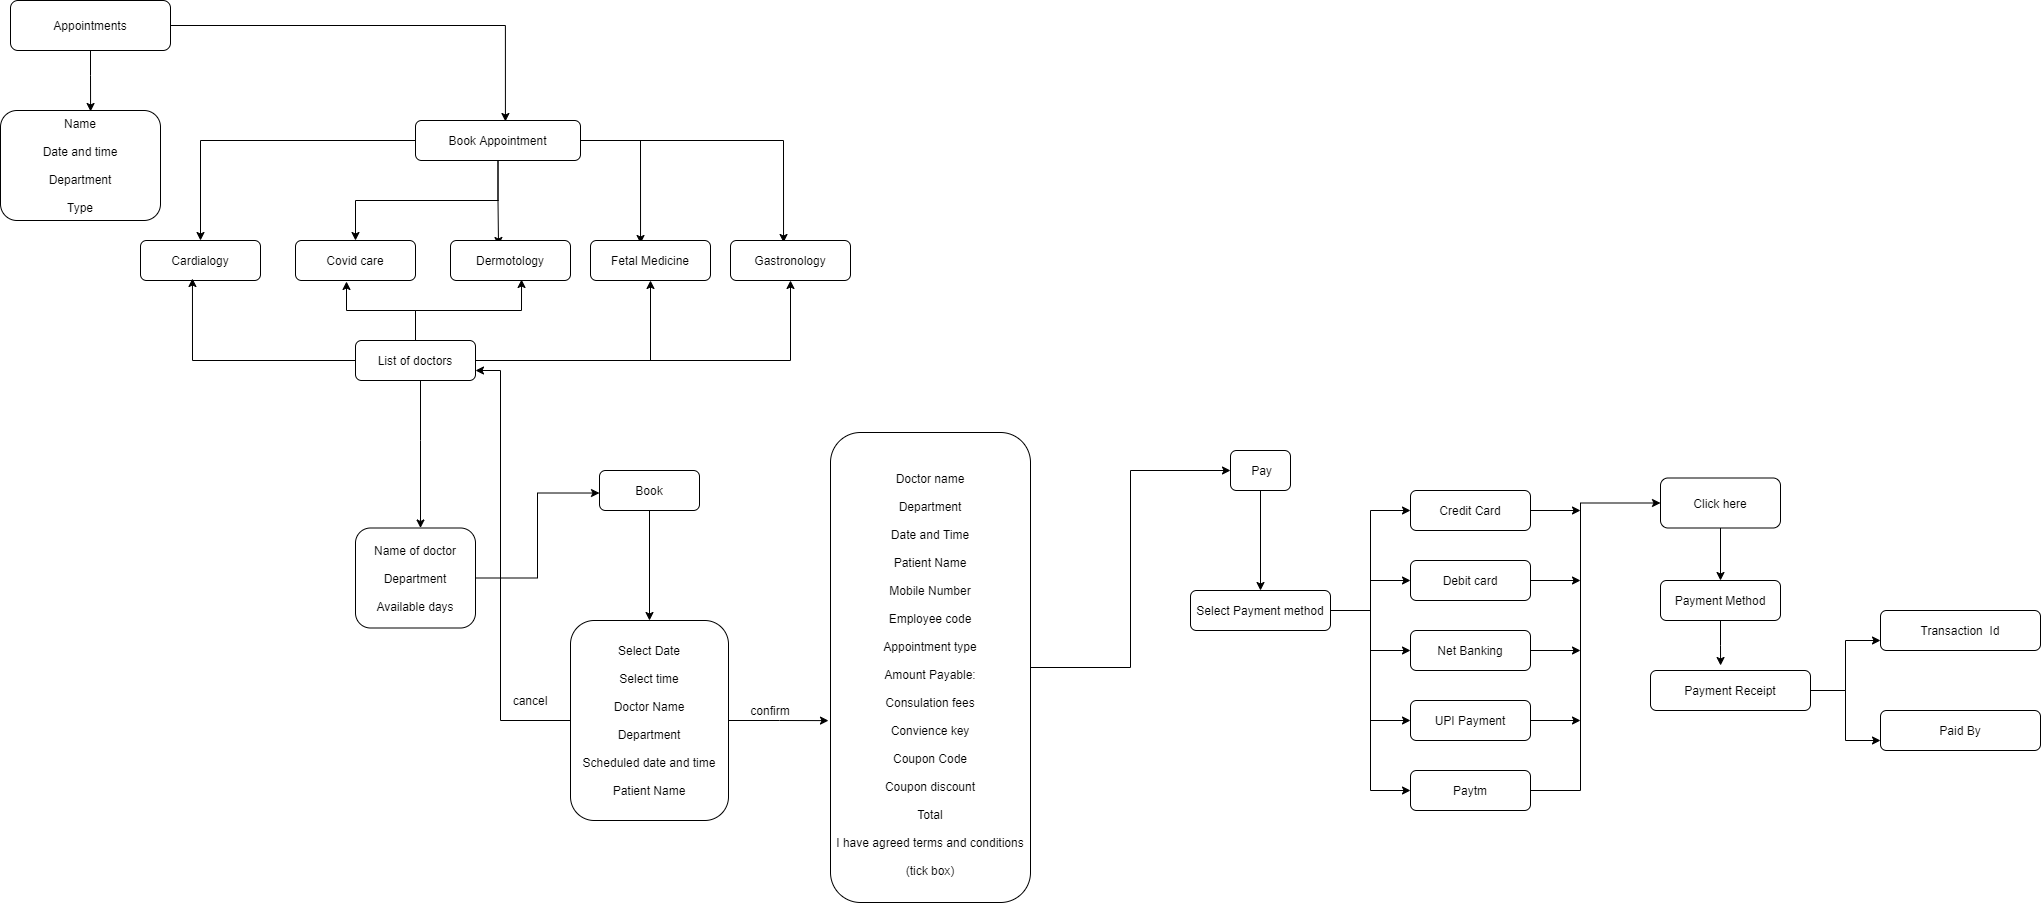 Appointments
Name
Date and time
Department
Type
Book Appointment
Cardialogy
Covid care
Dermotology
Fetal Medicine
Gastronology
List of doctors
Name of doctor
Department
Available days
Book
Select Date
Select time
Doctor Name
Department
Scheduled date and time
Patient Name
cancel
confirm
Doctor name
Department
Date and Time
Patient Name
Mobile Number
Employee code
Appointment type
Amount Payable:
Consulation fees
Convience key
Coupon Code
Coupon discount
Total
I have agreed terms and conditions
(tick box)
Pay
Select Payment method
Credit Card
Debit card
Net Banking
UPI Payment
Paytm
Click here
Payment Method
Payment Receipt
Transaction  Id
Paid By